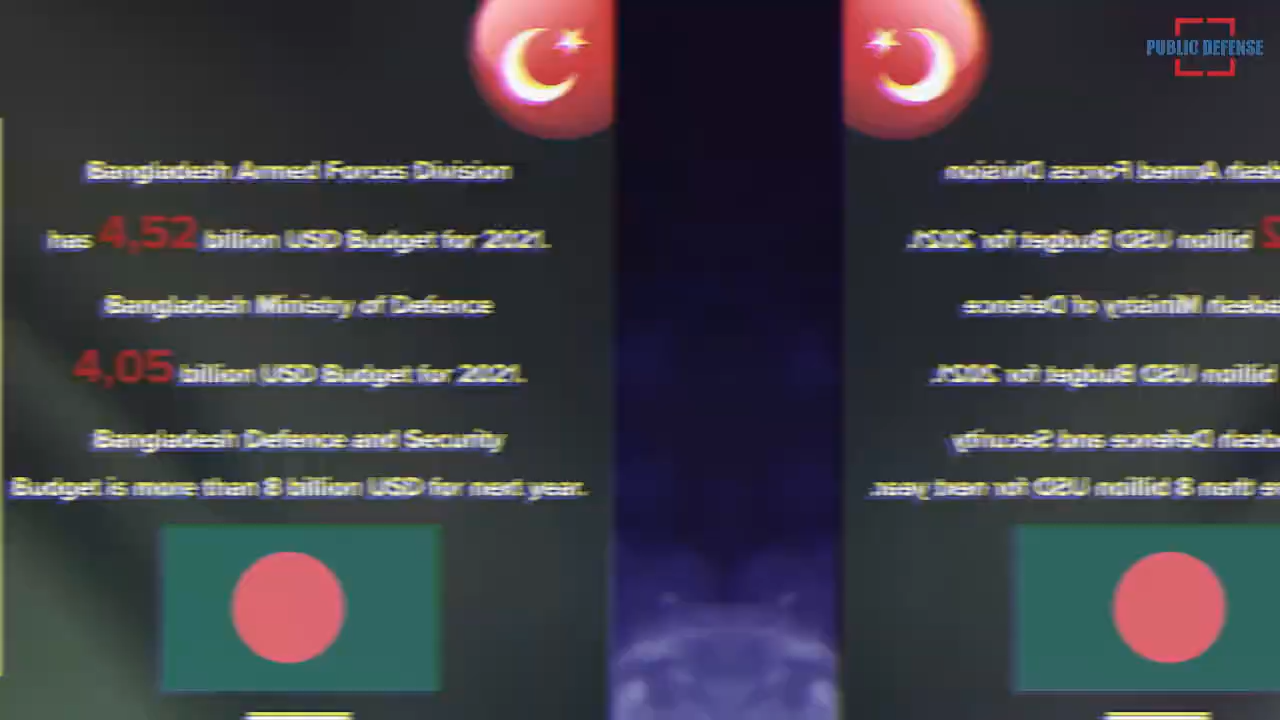 PUBLIC DEFENSE
Bangladesh Armed Forces Division
has 4,52 billion USD Budget for 2021.
Bangladesh Ministry of Defence
4,05 billion USD Budget for 2021.
Bangladesh Defence and Security
Budget is more than 8 billion USD for next year.